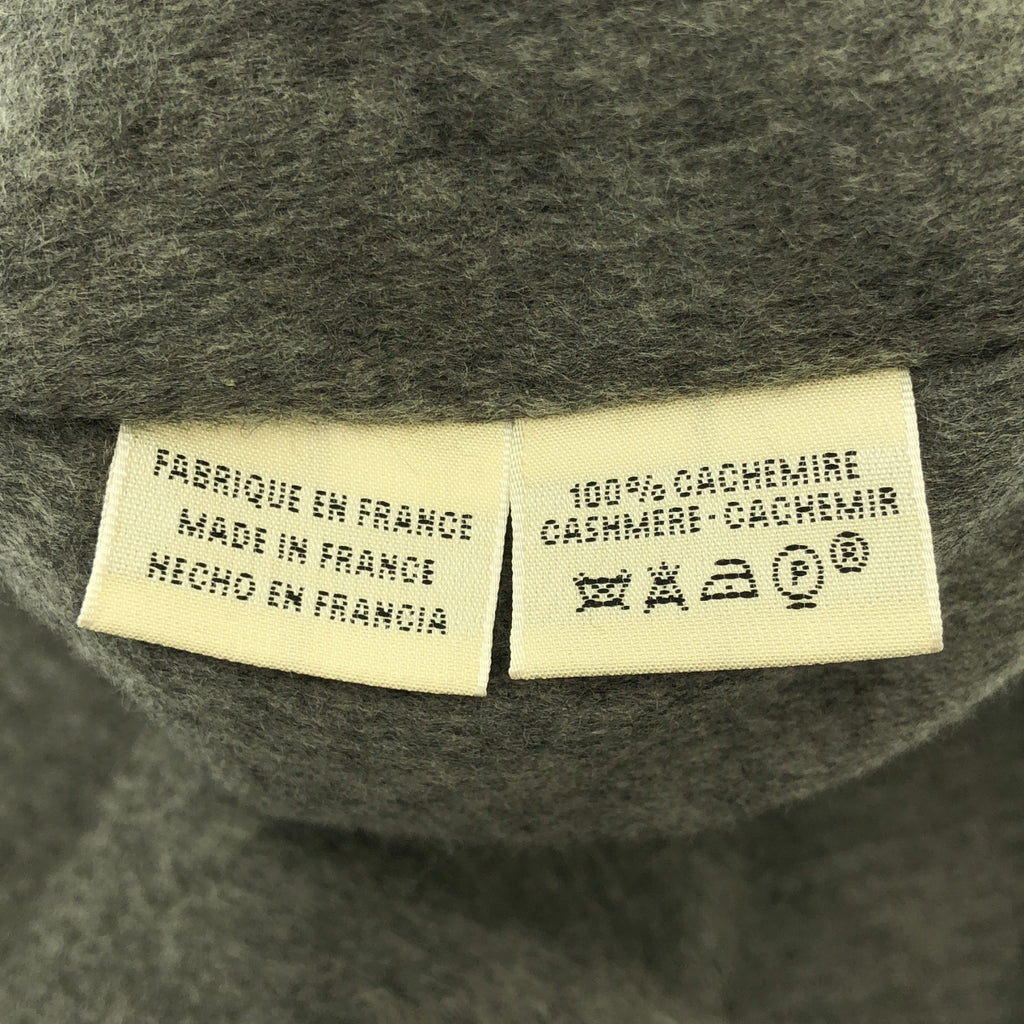 FABRIQUE EN FRANCE
MADE IN FRANCE
HECHO EN FRANCIA
100% CACHEMIRE
CASHMERE - CACHEMIR
P ®